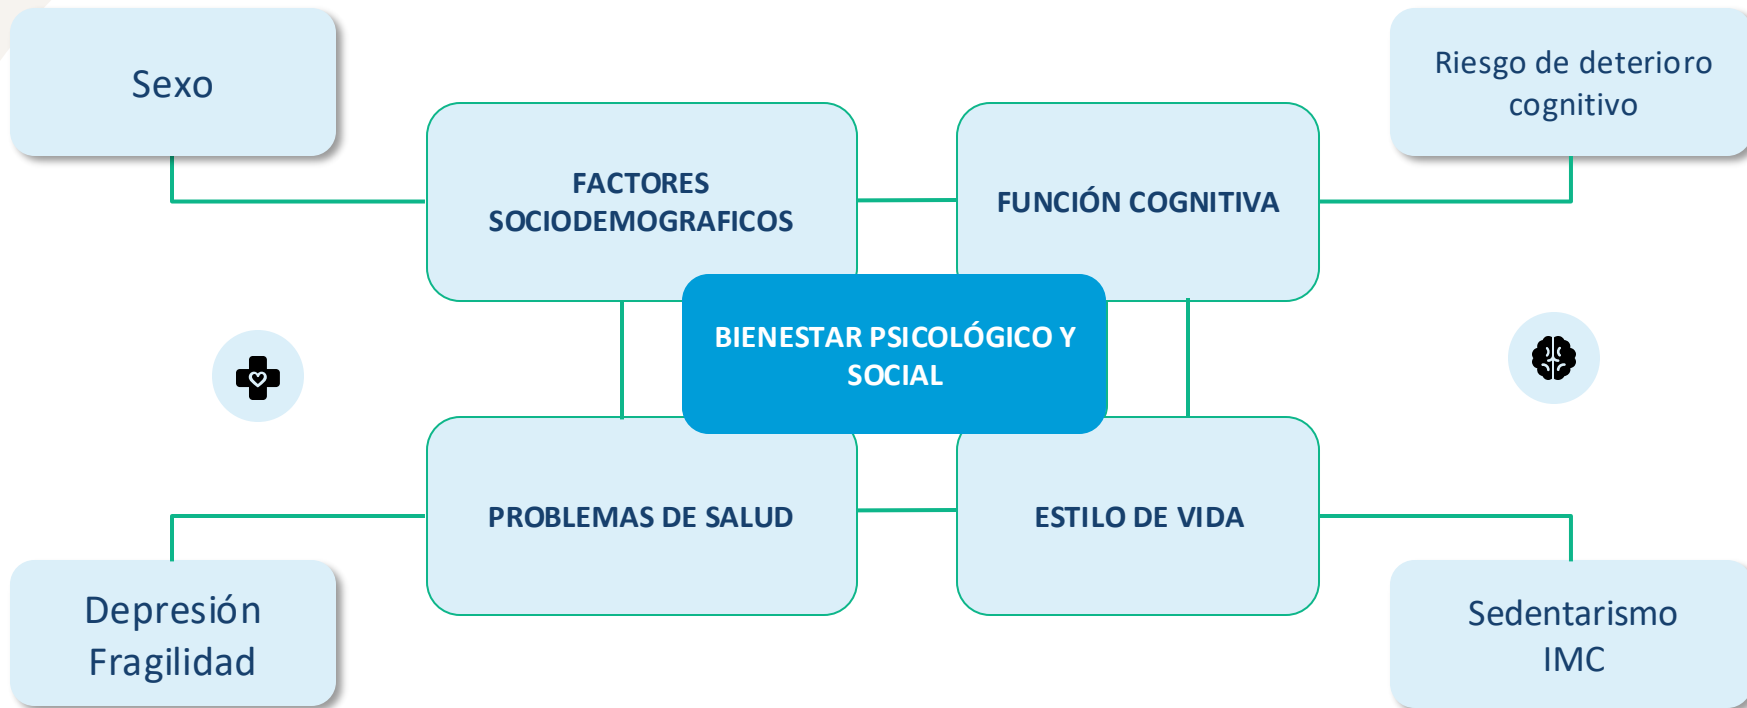 Sexo
Riesgo de deterioro
cognitivo
FACTORES
SOCIODEMOGRAFICOS
FUNCIÓN COGNITIVA
BIENESTAR PSICOLÓGICO Y
SOCIAL
PROBLEMAS DE SALUD
ESTILO DE VIDA
Depresión
Fragilidad
Sedentarismo
IMC